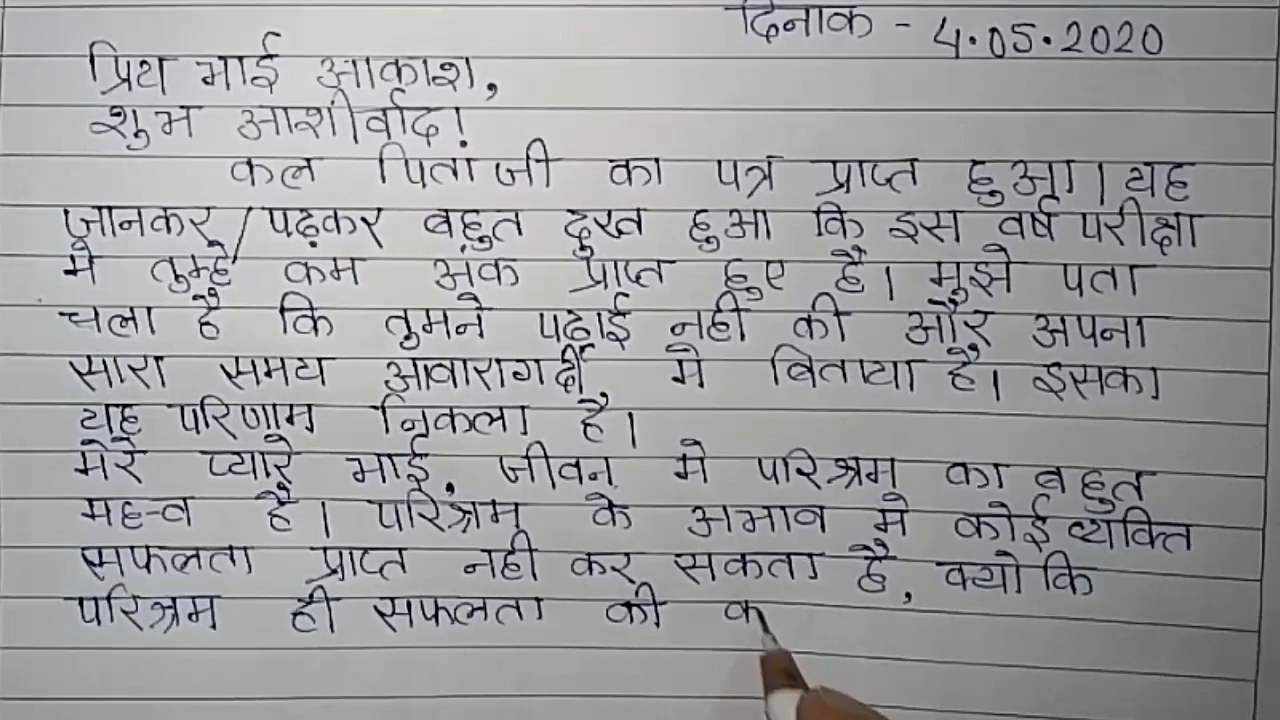 दिनाक - 4.05.2020
प्रिय भाई आकाश,
शुभ आशीर्वाद!
कल पिता जी का पत्र प्राप्त हुआ। यह
जानकर/पढ़कर बहुत दुख हुआ कि इस वर्ष परीक्षा
मे तुम्हे कम अंक प्राप्त हुए है। मुझे पता
चला है कि तुमने पढाई नही की और अपना
सारा समय आवारागर्दी मे बिताया है। इसका
यह परिणाम निकला है।
मेरे प्यारे भाई, जीवन मे परिश्रम का बहुत
महत्व है। परिश्रम के अभाव मे कोई व्यक्ति
सफलता प्राप्त नही कर सकता है, क्यो कि
परिश्रम ही सफलता की